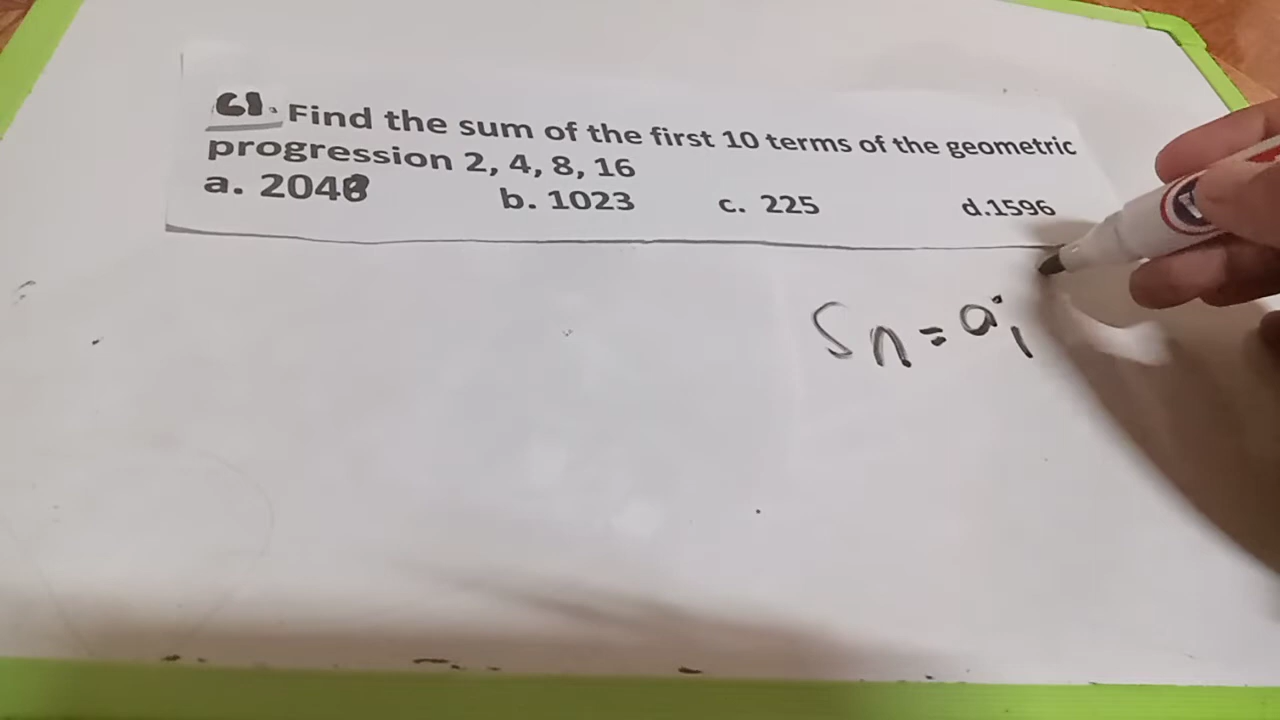 61. Find the sum of the first 10 terms of the geometric
progression 2, 4, 8, 16
a. 2046 b. 1023 c. 225 d.1596
Sn = a1